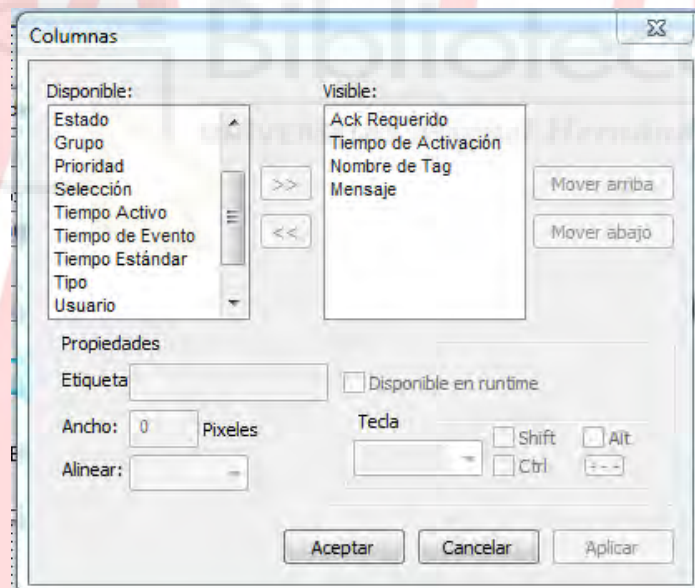 Biblioteca
Columnas
Disponible:
Visible:
Estado
Grupo
Prioridad
Selección
Tiempo Activo
Tiempo de Evento
Tiempo Estándar
Tipo
Usuario
>>
<<
Ack Requerido
Tiempo de Activación
Nombre de Tag
Mensaje
Mover arriba
Mover abajo
Propiedades
Etiqueta
Disponible en runtime
Ancho: 0 Pixeles
Alinear:
Tecla
Shift Alt
Ctrl ---
Aceptar Cancelar Aplicar